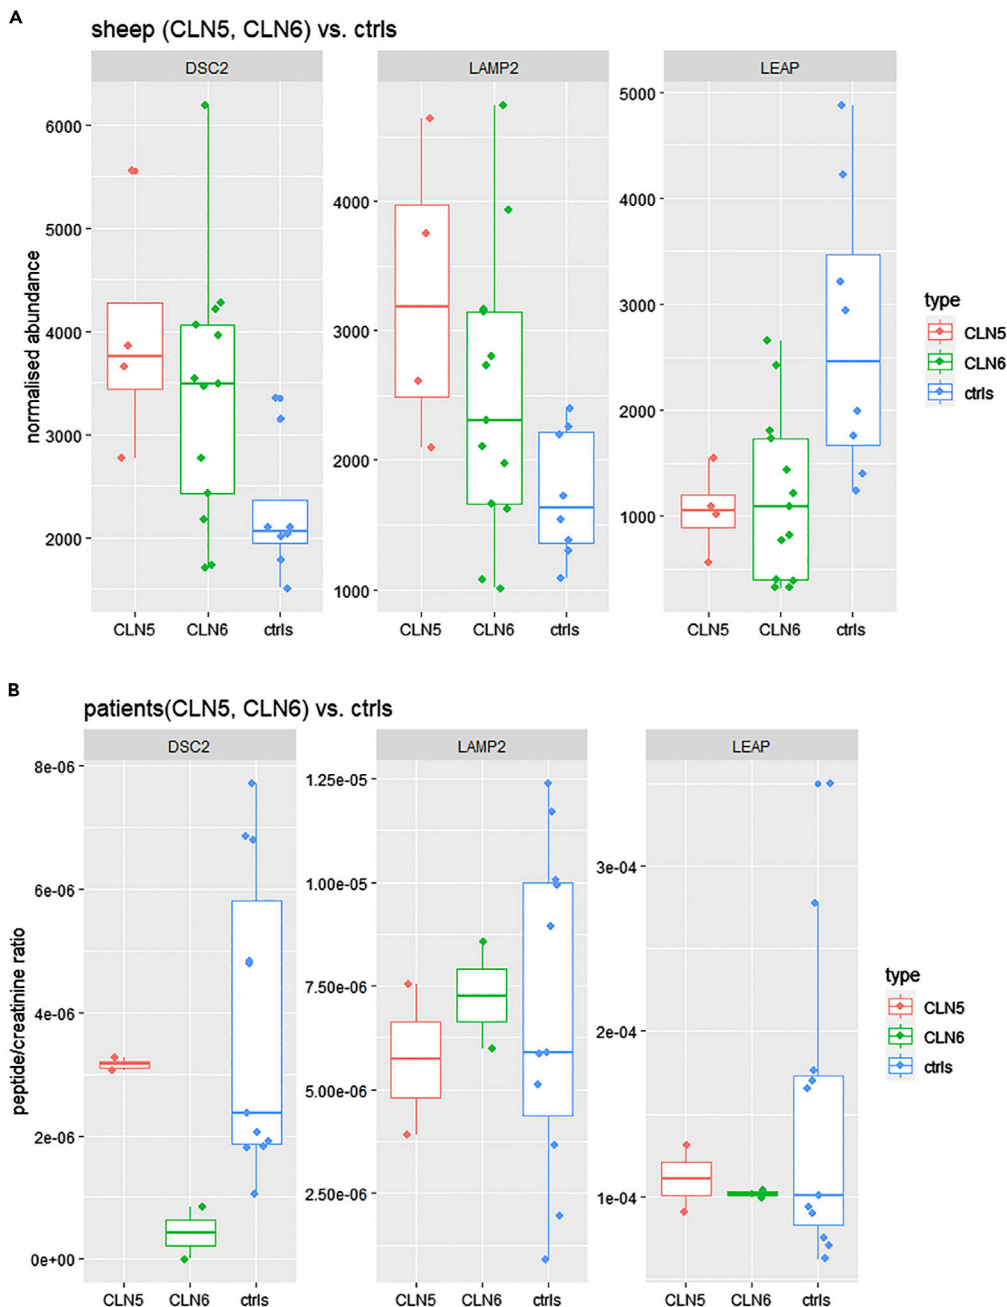 A
sheep (CLN5, CLN6) vs. ctrls
DSC2
LAMP2
LEAP
normalised abundance
6000
5000
4000
3000
2000
4000
3000
2000
1000
5000
4000
3000
2000
1000
CLN5 CLN6 ctrls
CLN5 CLN6 ctrls
CLN5 CLN6 ctrls
type
CLN5
CLN6
ctrls
B
patients(CLN5, CLN6) vs. ctrls
DSC2
LAMP2
LEAP
peptide/creatinine ratio
8e-06
6e-06
4e-06
2e-06
0e+00
1.25e-05
1.00e-05
7.50e-06
5.00e-06
2.50e-06
3e-04
2e-04
1e-04
CLN5 CLN6 ctrls
CLN5 CLN6 ctrls
CLN5 CLN6 ctrls
type
CLN5
CLN6
ctrls